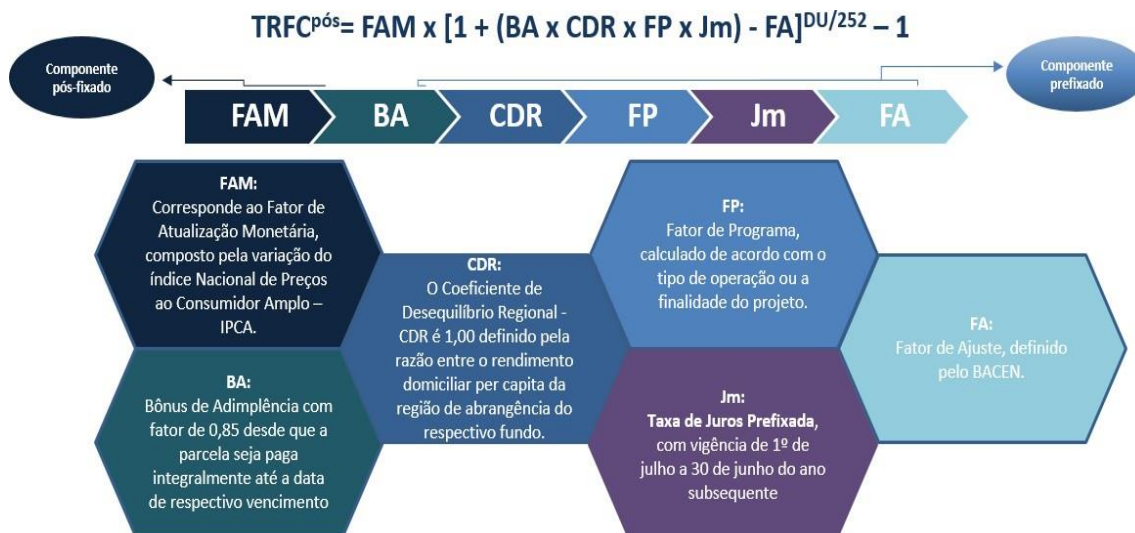 TRFCpós= FAM x [1 + (BA x CDR x FP x Jm) - FA]DU/252 – 1
Componente
pós-fixado
Componente
prefixado
FAM
BA
CDR
FP
Jm
FA
FAM:
Corresponde ao Fator de
Atualização Monetária,
composto pela variação do
índice Nacional de Preços
ao Consumidor Amplo –
IPCA.
BA:
Bônus de Adimplência com
fator de 0,85 desde que a
parcela seja paga
integralmente até a data
de respectivo vencimento
CDR:
O Coeficiente de
Desequilíbrio Regional -
CDR é 1,00 definido pela
razão entre o rendimento
domiciliar per capita da
região de abrangência do
respectivo fundo.
FP:
Fator de Programa,
calculado de acordo com o
tipo de operação ou a
finalidade do projeto.
Jm:
Taxa de Juros Prefixada,
com vigência de 1º de
julho a 30 de junho do ano
subsequente
FA:
Fator de Ajuste, definido
pelo BACEN.